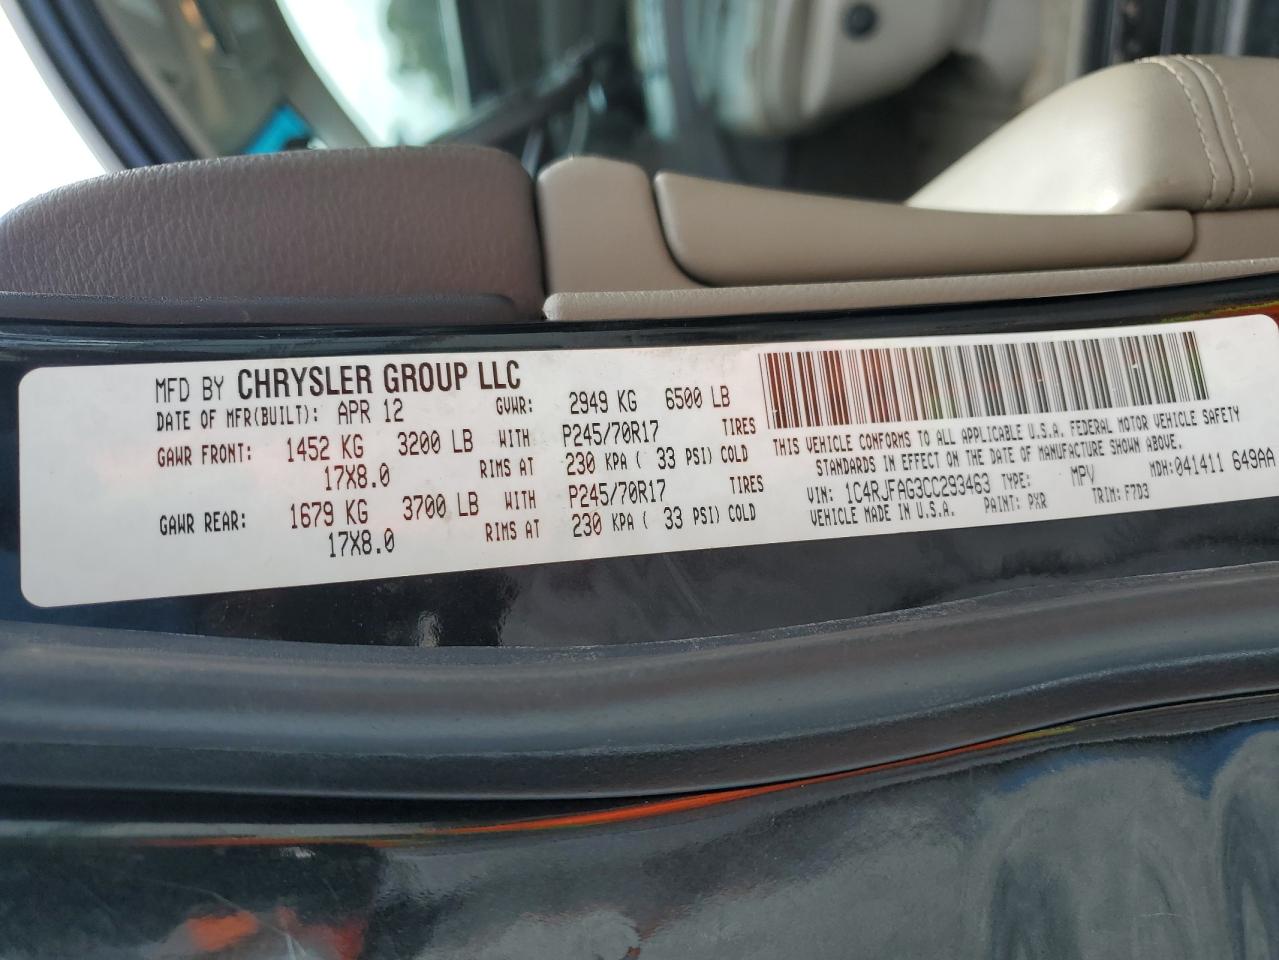 MFD BY CHRYSLER GROUP LLC
DATE OF MFR(BUILT): APR 12 GVWR: 2949 KG 6500 LB
GAWR FRONT: 1452 KG 3200 LB WITH P245/70R17 TIRES
17X8.0 RIMS AT 230 KPA ( 33 PSI) COLD
GAWR REAR: 1679 KG 3700 LB WITH P245/70R17 TIRES
17X8.0 RIMS AT 230 KPA ( 33 PSI) COLD
THIS VEHICLE CONFORMS TO ALL APPLICABLE U.S.A. FEDERAL MOTOR VEHICLE SAFETY
STANDARDS IN EFFECT ON THE DATE OF MANUFACTURE SHOWN ABOVE.
VIN: 1C4RJFAG3CC293463 TYPE: MPV MDH: 041411 649AA
VEHICLE MADE IN U.S.A. PAINT: PXR TRIM: F7D3